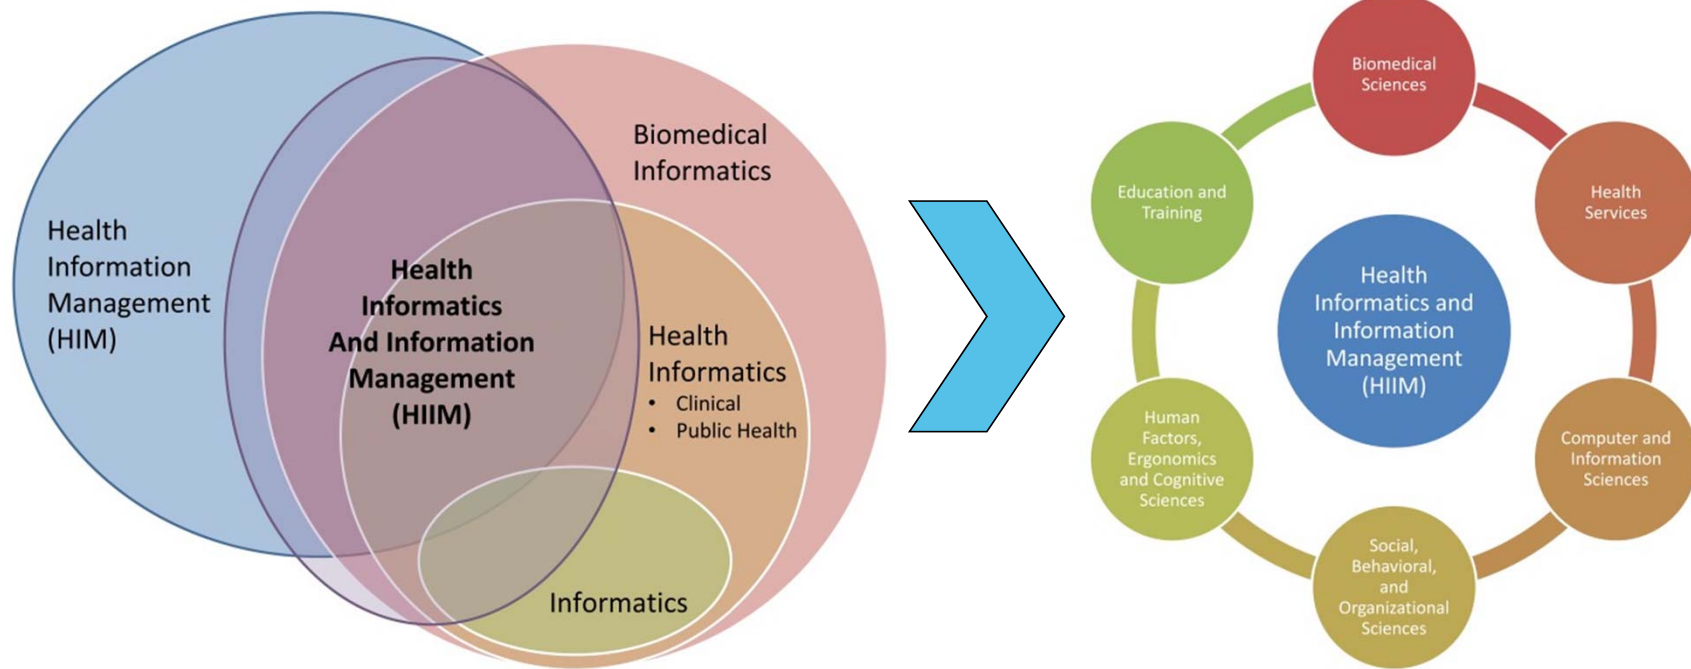 Health
Information
Management
(HIM)
Health
Informatics
And Information
Management
(HIIM)
Biomedical
Informatics
Health
Informatics
• Clinical
• Public Health
Informatics
Biomedical
Sciences
Health
Services
Computer and
Information
Sciences
Social,
Behavioral,
and
Organizational
Sciences
Human
Factors,
Ergonomics
and Cognitive
Sciences
Education and
Training
Health
Informatics and
Information
Management
(HIIM)